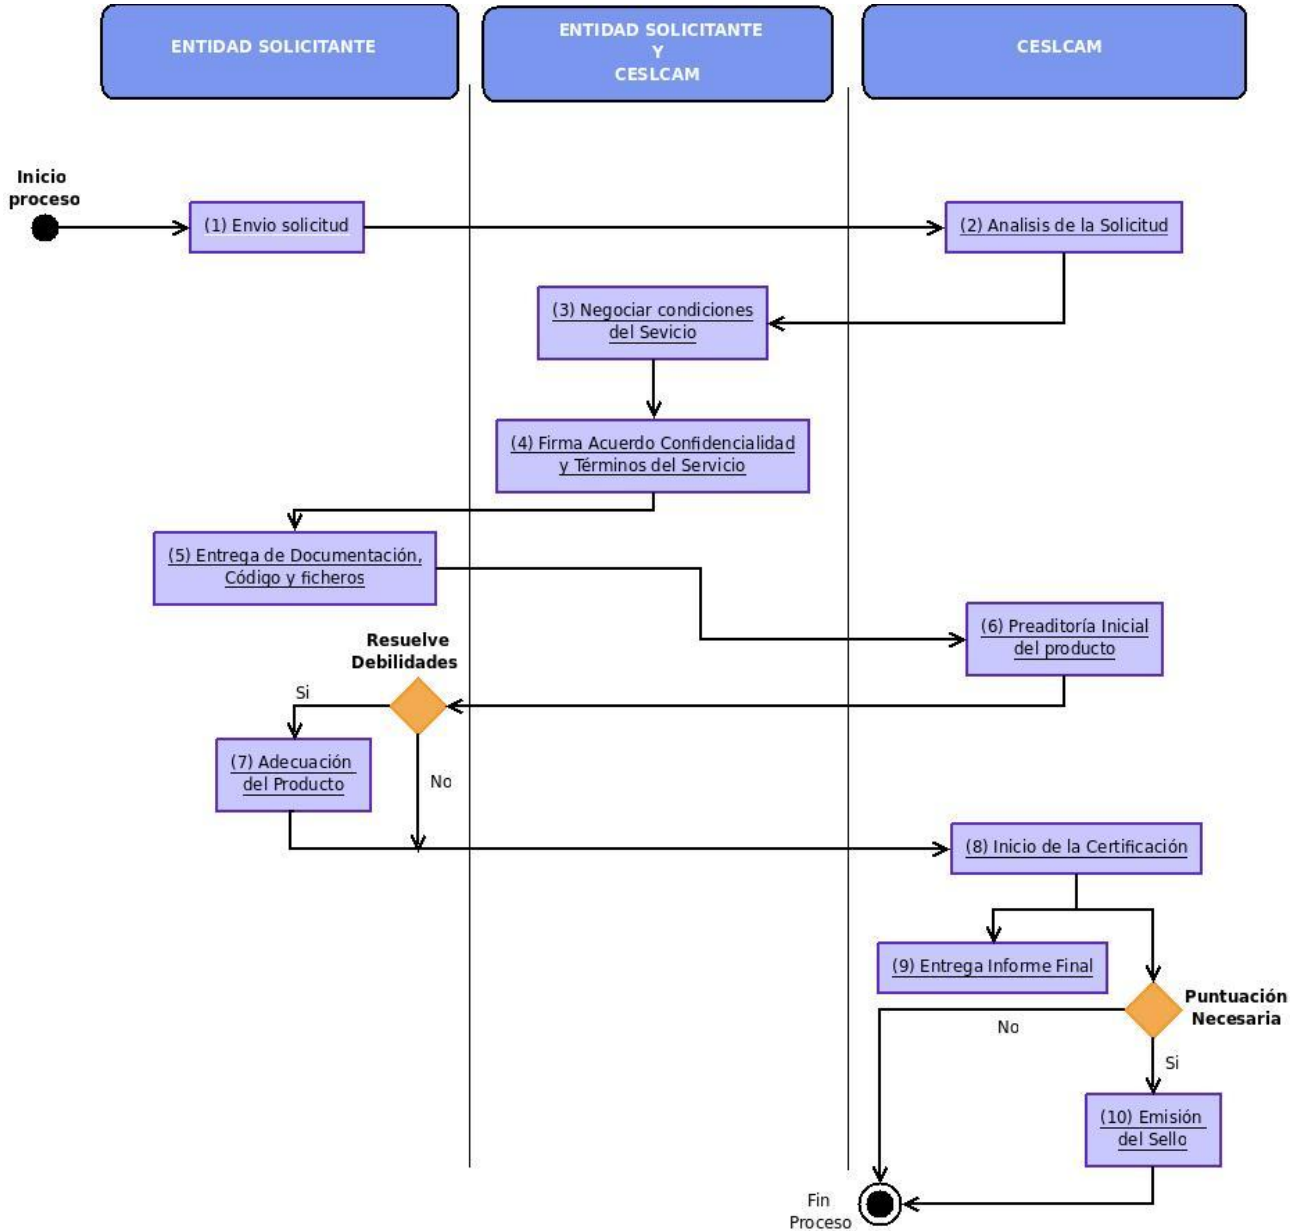 ENTIDAD SOLICITANTE
ENTIDAD SOLICITANTE
Y
CESLCAM
CESLCAM
Inicio
proceso
(1) Envio solicitud
(2) Analisis de la Solicitud
(3) Negociar condiciones
del Sevicio
(4) Firma Acuerdo Confidencialidad
y Términos del Servicio
(5) Entrega de Documentación,
Código y ficheros
(6) Preaditoría Inicial
del producto
Resuelve
Debilidades
Si
No
(7) Adecuación
del Producto
(8) Inicio de la Certificación
(9) Entrega Informe Final
Puntuación
Necesaria
No
Si
(10) Emisión
del Sello
Fin
Proceso